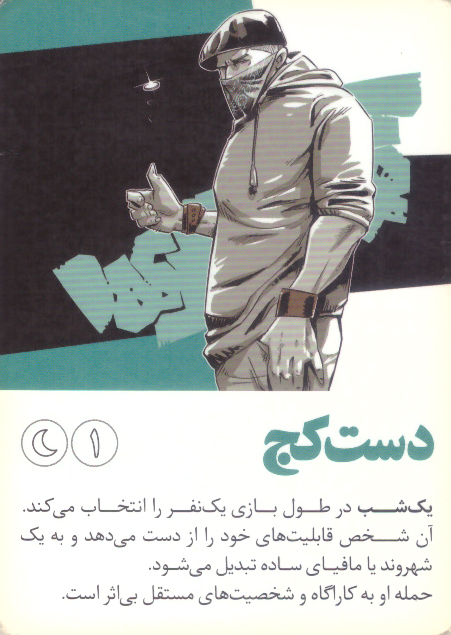 دست‌کج
۱
یک‌شب در طول بازی یک‌نفر را انتخاب می‌کند.
آن شخص قابلیت‌های خود را از دست می‌دهد و به یک
شهروند یا مافیای ساده تبدیل می‌شود.
حمله او به کاراگاه و شخصیت‌های مستقل بی‌اثر است.